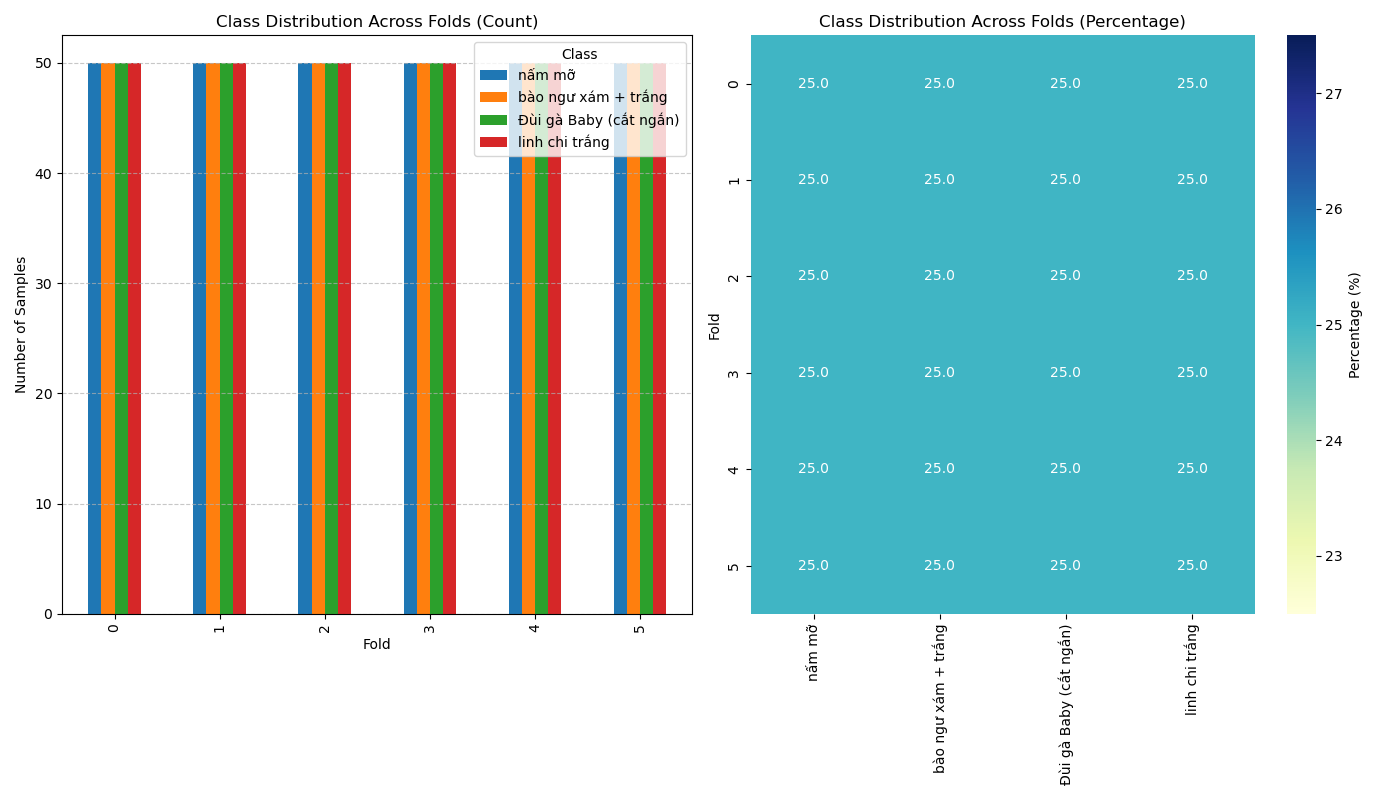 Class Distribution Across Folds (Count)
50
40
30
20
10
0
Number of Samples
Class
nấm mỡ
bào ngư xám + trắng
Đùi gà Baby (cắt ngắn)
linh chi trắng
0 1 2 3 4 5
Fold
Class Distribution Across Folds (Percentage)
Fold
0 25.0 25.0 25.0 25.0
1 25.0 25.0 25.0 25.0
2 25.0 25.0 25.0 25.0
3 25.0 25.0 25.0 25.0
4 25.0 25.0 25.0 25.0
5 25.0 25.0 25.0 25.0
nấm mỡ
bào ngư xám + trắng
Đùi gà Baby (cắt ngắn)
linh chi trắng
27
26
25
24
23
Percentage (%)